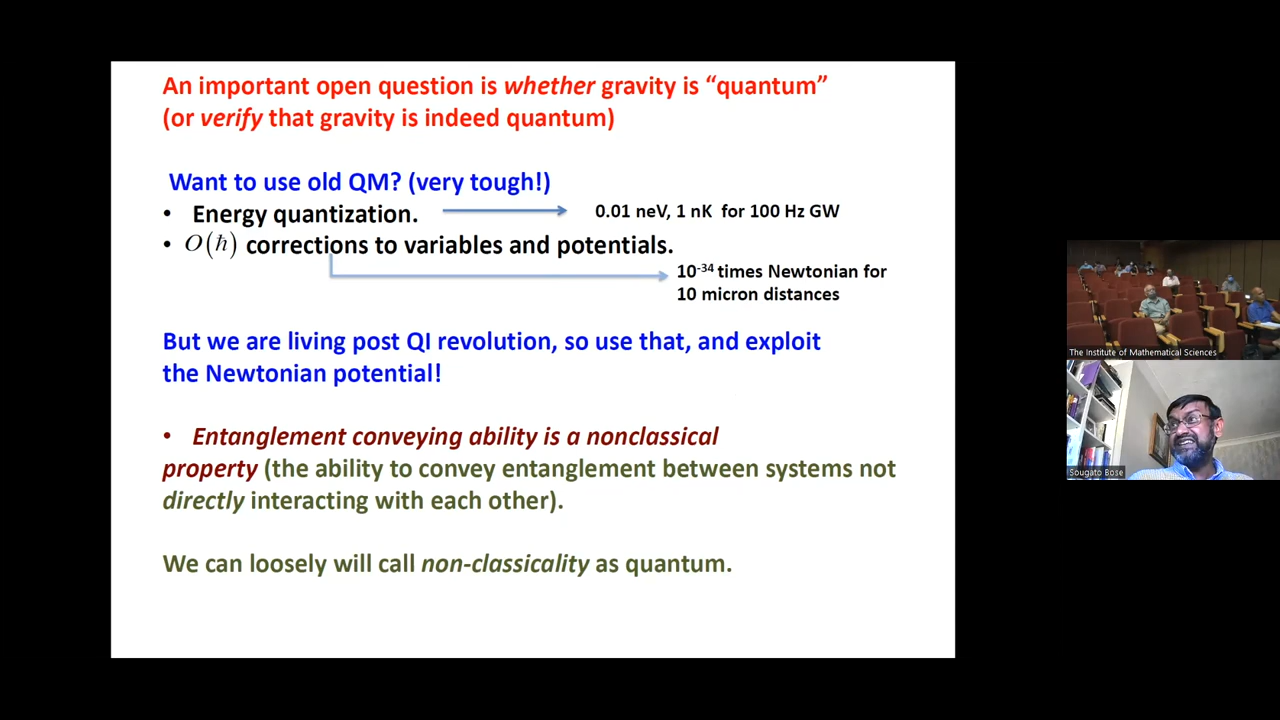 An important open question is whether gravity is “quantum”
(or verify that gravity is indeed quantum)
Want to use old QM? (very tough!)
• Energy quantization.
0.01 neV, 1 nK for 100 Hz GW
• O(ħ) corrections to variables and potentials.
10⁻³⁴ times Newtonian for
10 micron distances
But we are living post QI revolution, so use that, and exploit
the Newtonian potential!
• Entanglement conveying ability is a nonclassical
property (the ability to convey entanglement between systems not
directly interacting with each other).
We can loosely will call non-classicality as quantum.
The Institute of Mathematical Sciences
Sougato Bose